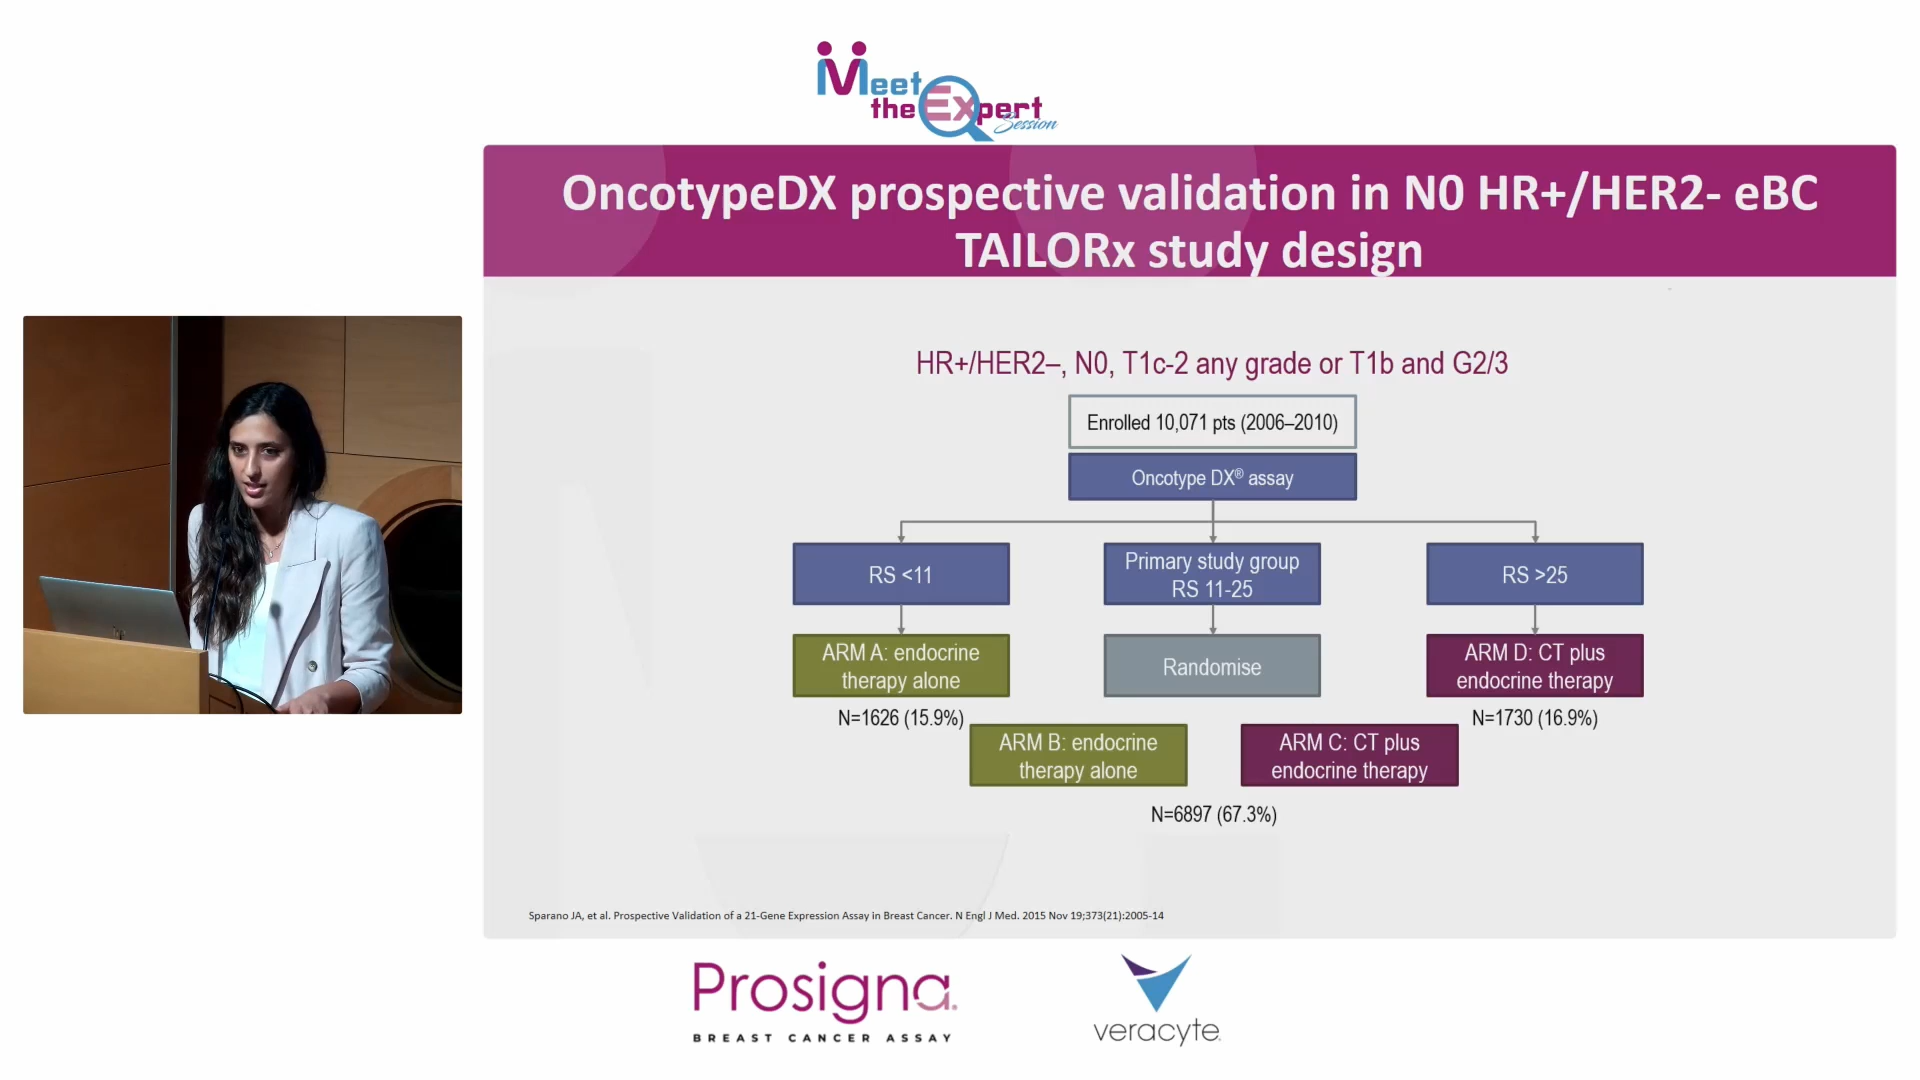 Meet
the Expert
Session
OncotypeDX prospective validation in N0 HR+/HER2- eBC
TAILORx study design
HR+/HER2–, N0, T1c-2 any grade or T1b and G2/3
Enrolled 10,071 pts (2006–2010)
Oncotype DX® assay
RS <11
Primary study group
RS 11-25
RS >25
ARM A: endocrine
therapy alone
Randomise
ARM D: CT plus
endocrine therapy
N=1626 (15.9%)
N=1730 (16.9%)
ARM B: endocrine
therapy alone
ARM C: CT plus
endocrine therapy
N=6897 (67.3%)
Sparano JA, et al. Prospective Validation of a 21-Gene Expression Assay in Breast Cancer. N Engl J Med. 2015 Nov 19;373(21):2005-14
Prosigna.
BREAST CANCER ASSAY
veracyte.